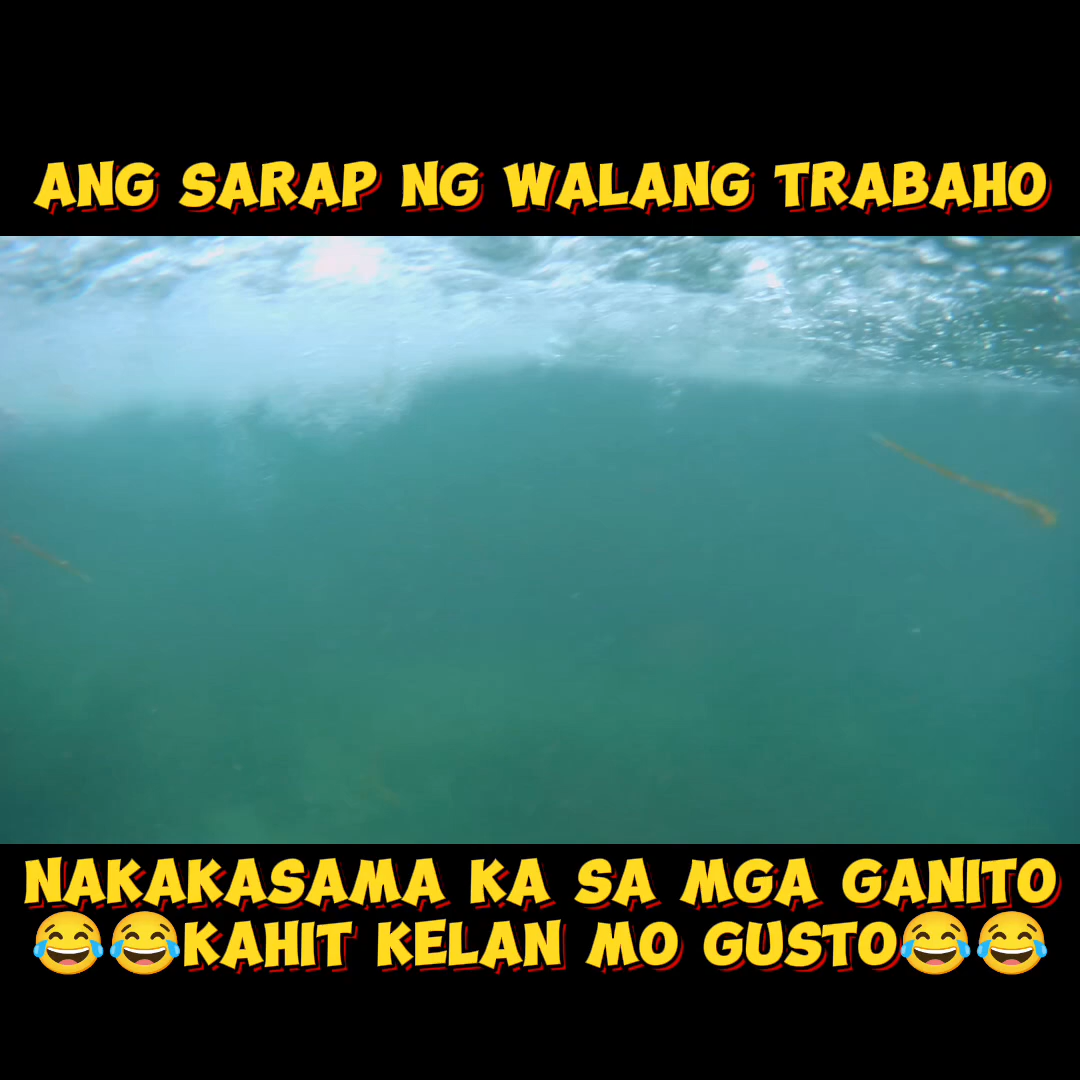 ANG SARAP NG WALANG TRABAHO
NAKAKASAMA KA SA MGA GANITO
😂😂KAHIT KELAN MO GUSTO😂😂